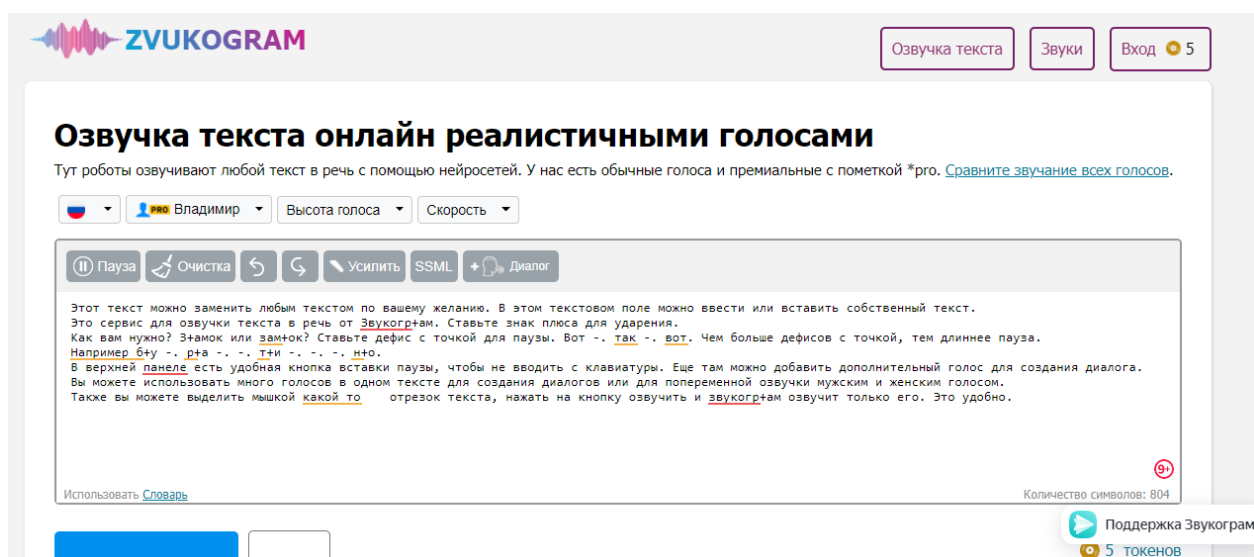 ZVUKOGRAM
Озвучка текста Звуки Вход 5
Озвучка текста онлайн реалистичными голосами
Тут роботы озвучивают любой текст в речь с помощью нейросетей. У нас есть обычные голоса и премиальные с пометкой *pro. Сравните звучание всех голосов.
PRO Владимир Высота голоса Скорость
Пауза Очистка Усилить SSML + Диалог
Этот текст можно заменить любым текстом по вашему желанию. В этом текстовом поле можно ввести или вставить собственный текст.
Это сервис для озвучки текста в речь от Звукогр+ам. Ставьте знак плюса для ударения.
Как вам нужно? З+амок или зам+ок? Ставьте дефис с точкой для паузы. Вот -. так -. вот. Чем больше дефисов с точкой, тем длиннее пауза.
Например б+у -. р+а -. -. т+и -. -. -. н+о.
В верхней панеле есть удобная кнопка вставки паузы, чтобы не вводить с клавиатуры. Еще там можно добавить дополнительный голос для создания диалога.
Вы можете использовать много голосов в одном тексте для создания диалогов или для попеременной озвучки мужским и женским голосом.
Также вы можете выделить мышкой какой то    отрезок текста, нажать на кнопку озвучить и звукогр+ам озвучит только его. Это удобно.
9+
Использовать Словарь Количество символов: 804
Поддержка Звукограм
5 токенов